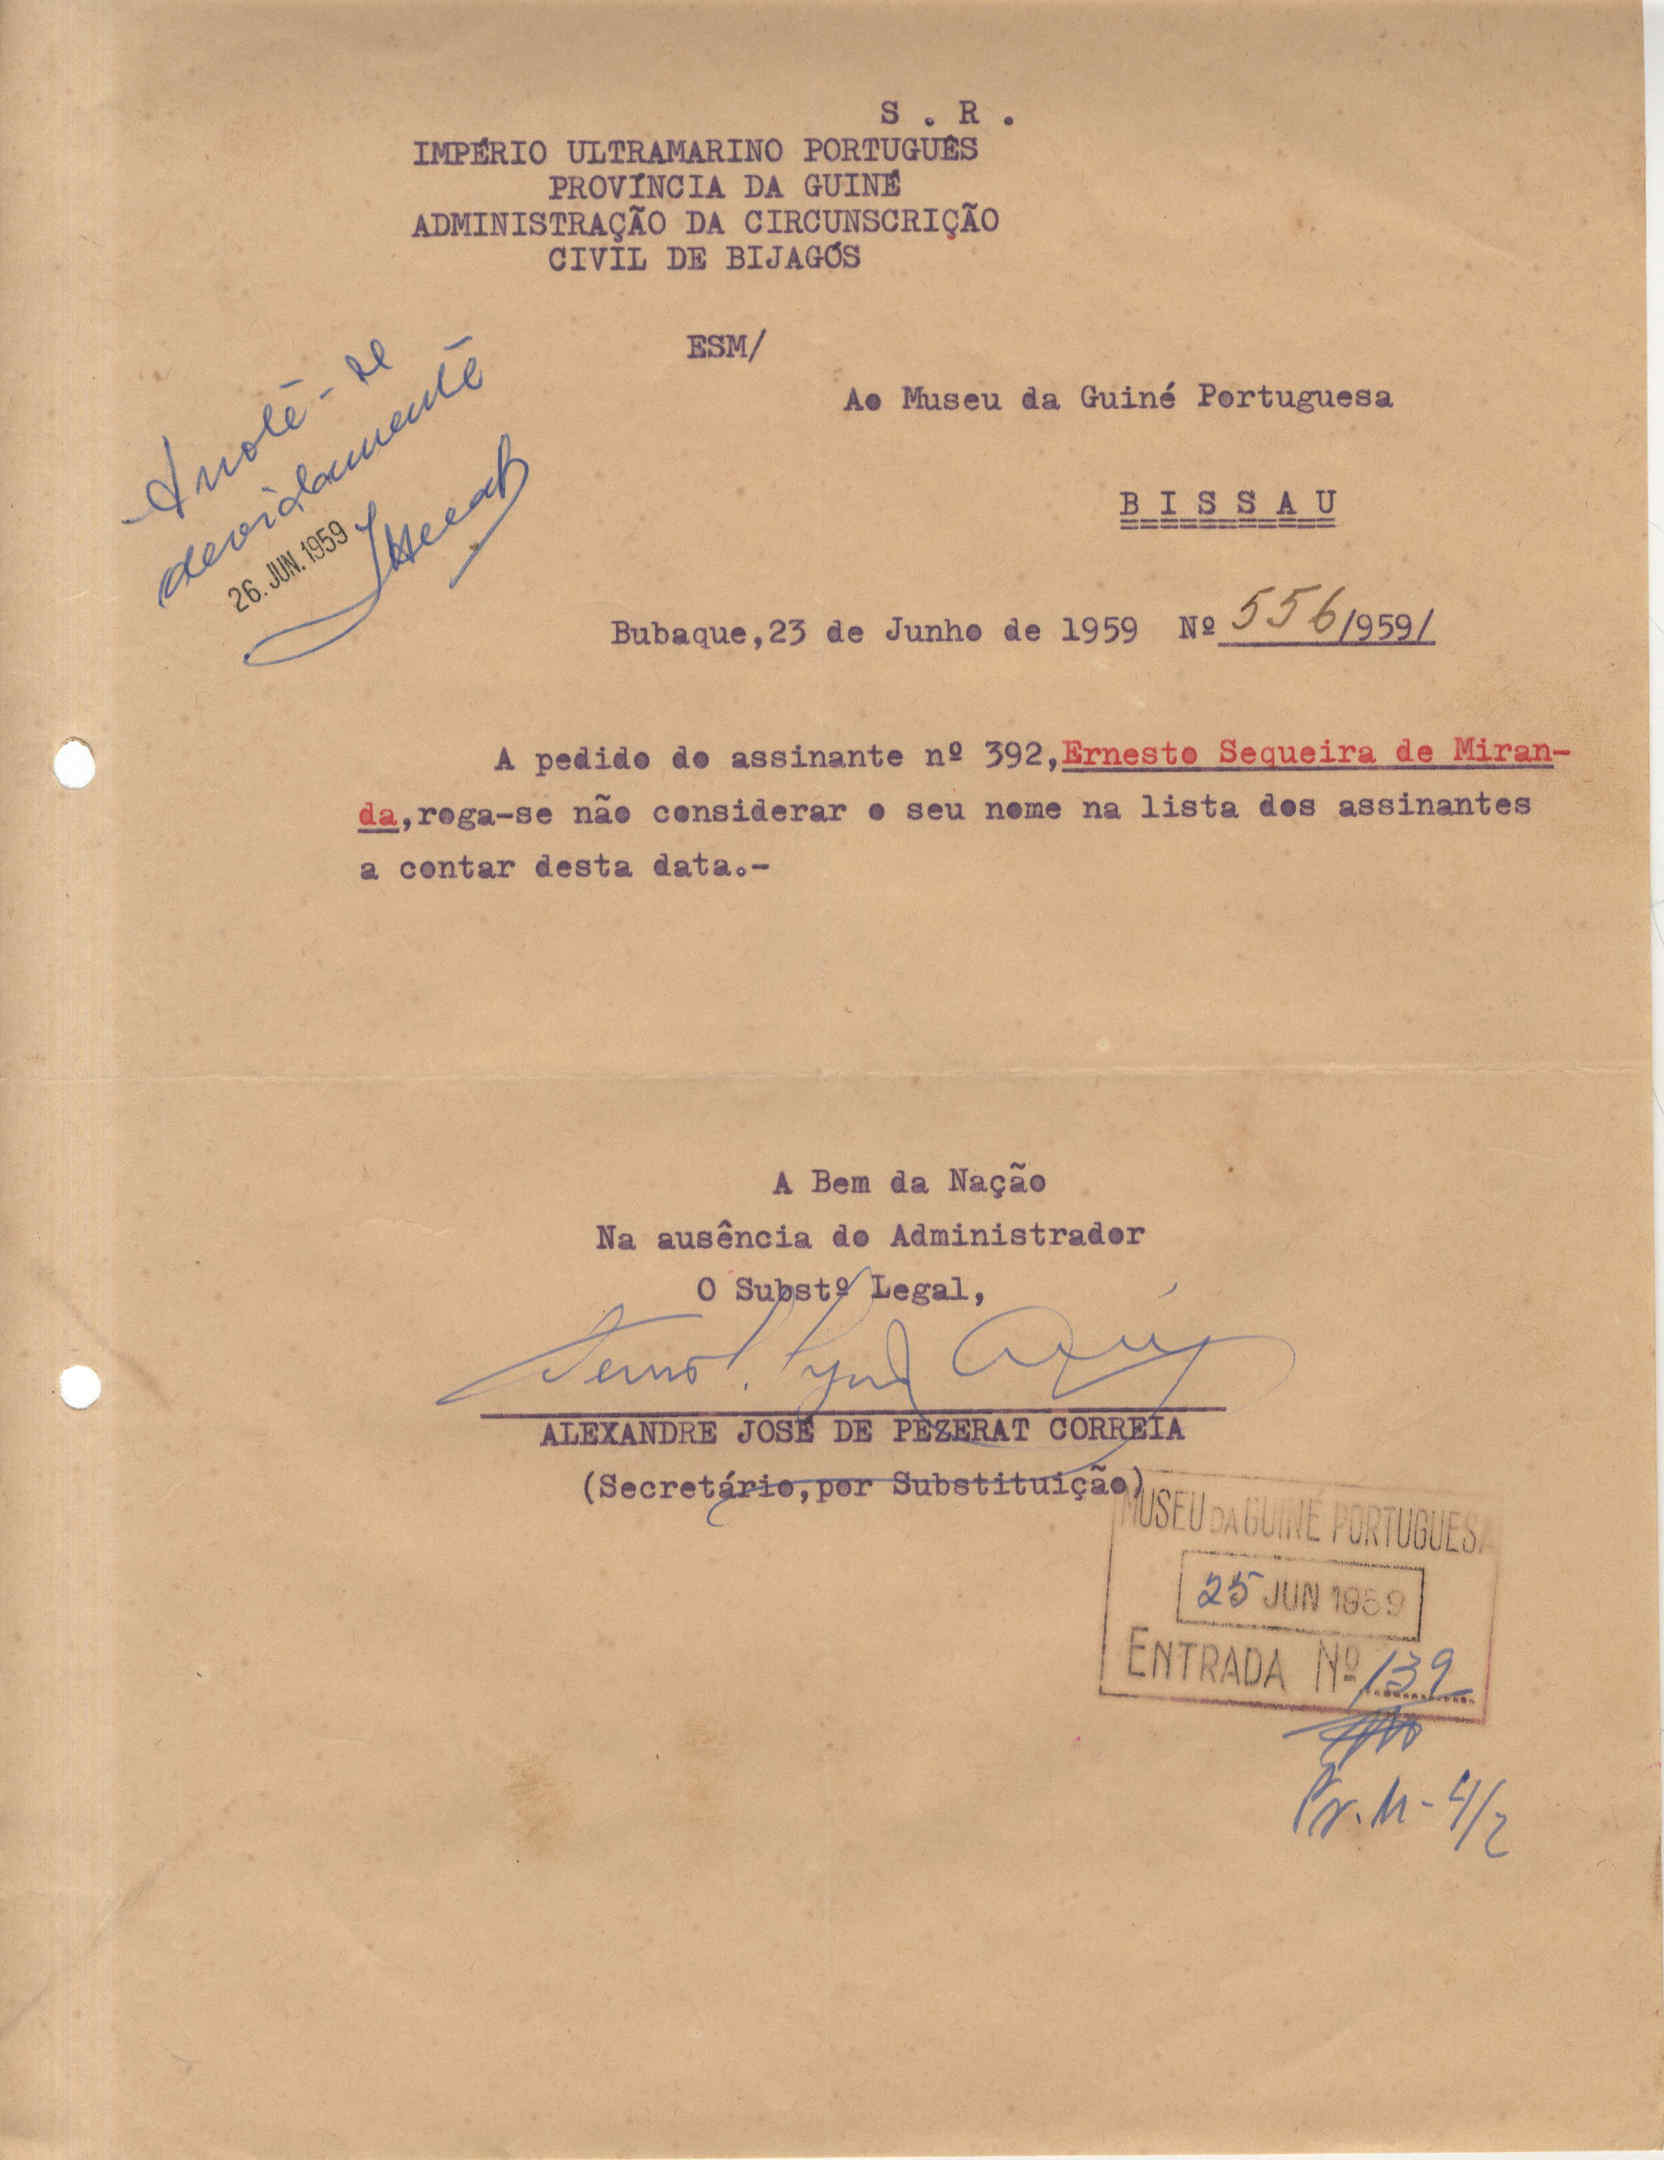 S . R .
IMPÉRIO ULTRAMARINO PORTUGUÊS
PROVÍNCIA DA GUINÉ
ADMINISTRAÇÃO DA CIRCUNSCRIÇÃO
CIVIL DE BIJAGÓS
ESM/
Ao Museu da Guiné Portuguesa
B I S S A U
Anote-se
devidamente
26. JUN. 1959
Bubaque,23 de Junho de 1959 Nº 556/959/
A pedido do assinante nº 392,Ernesto Sequeira de Miran-
da,roga-se não considerar o seu nome na lista dos assinantes
a contar desta data.-
A Bem da Nação
Na ausência do Administrador
O Substº Legal,
ALEXANDRE JOSÉ DE PEZERAT CORREIA
(Secretário,por Substituição)
MUSEU DA GUINÉ PORTUGUESA
25 JUN 1959
ENTRADA Nº 139
Pr. M-4/2